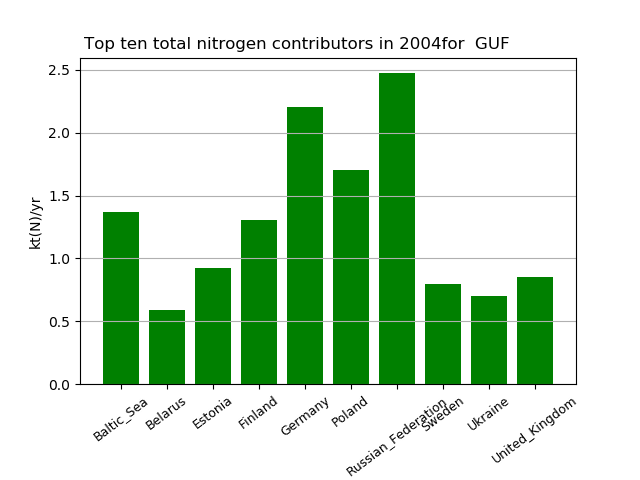 Top ten total nitrogen contributors in 2004for  GUF
kt(N)/yr
2.5
2.0
1.5
1.0
0.5
0.0
Baltic_Sea
Belarus
Estonia
Finland
Germany
Poland
Russian_Federation
Sweden
Ukraine
United_Kingdom